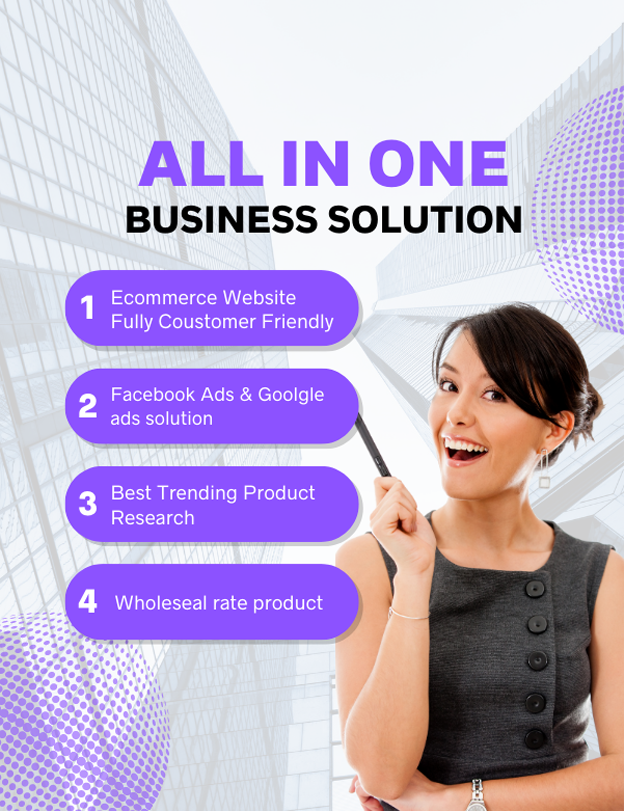 ALL IN ONE
BUSINESS SOLUTION
1 Ecommerce Website
Fully Coustomer Friendly
2 Facebook Ads & Goolgle
ads solution
3 Best Trending Product
Research
4 Wholeseal rate product